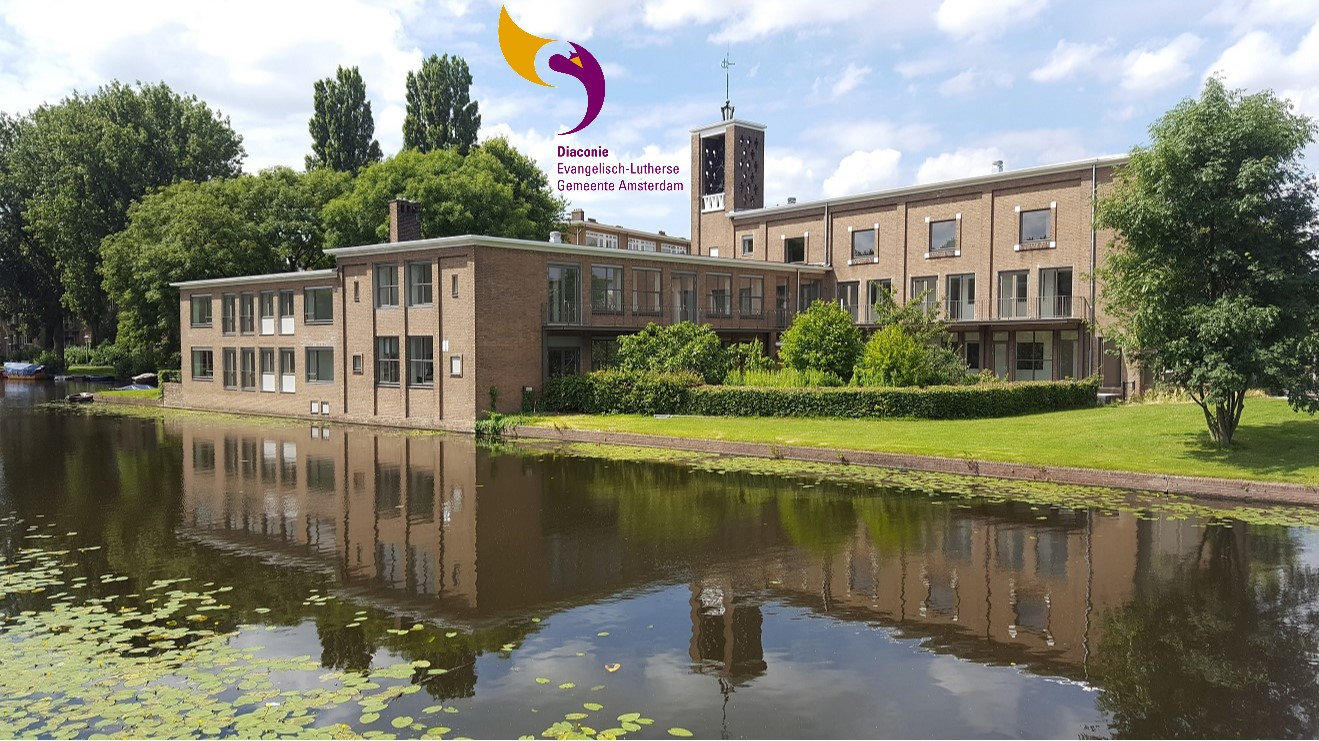 Diaconie
Evangelisch-Lutherse
Gemeente Amsterdam